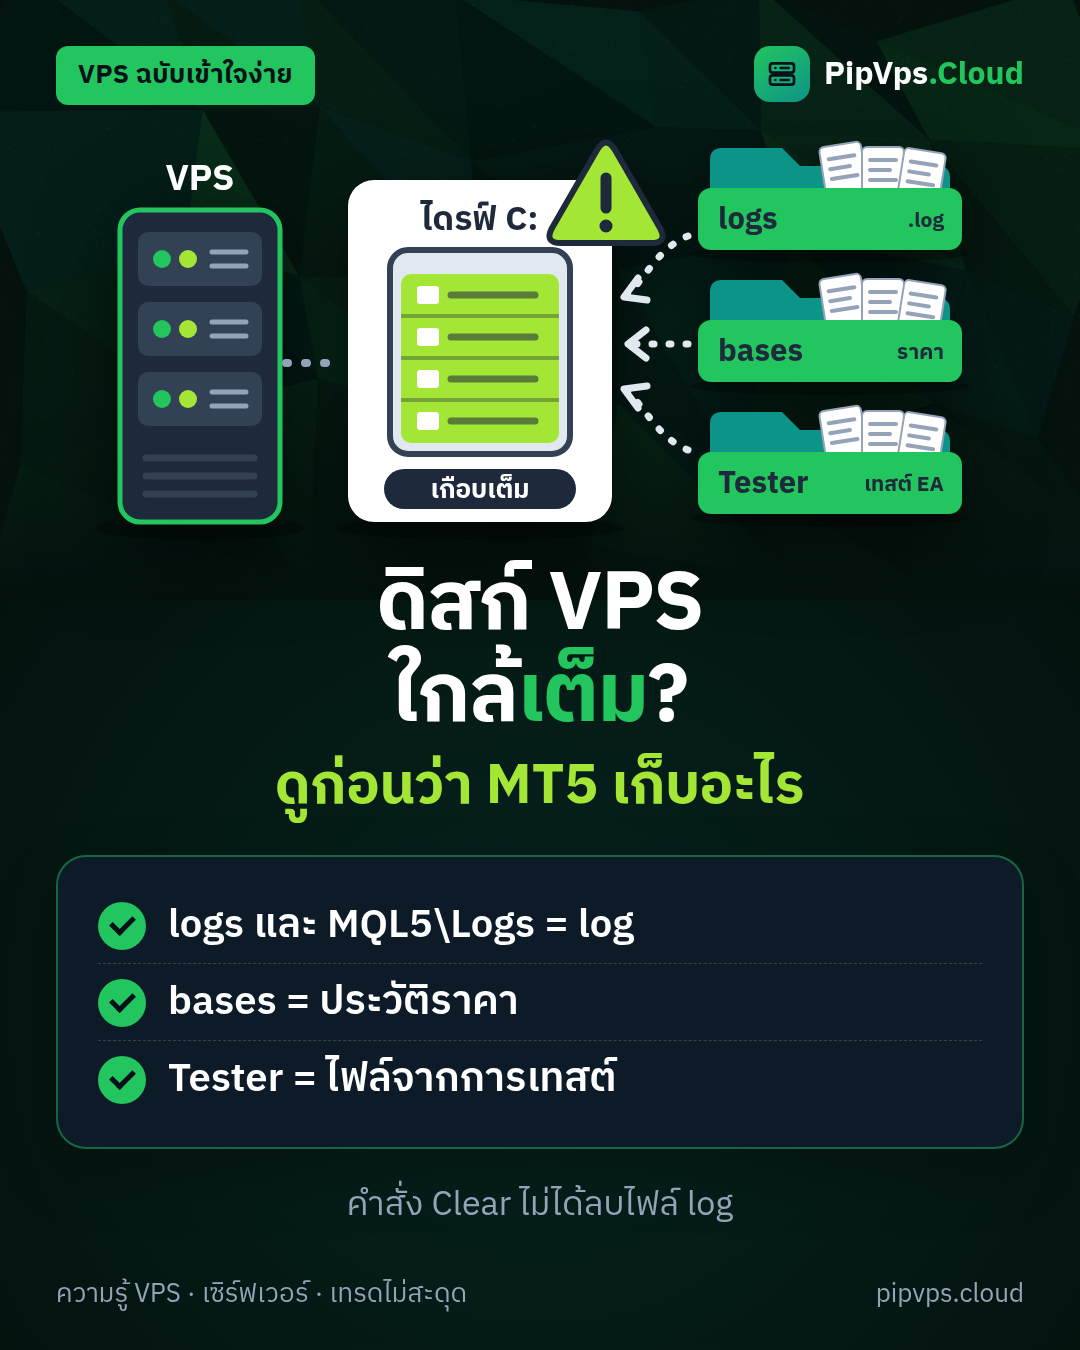 VPS ฉบับเข้าใจง่าย
PipVps.Cloud
VPS
ไดรฟ์ C:
เกือบเต็ม
logs .log
bases ราคา
Tester เทสต์ EA
ดิสก์ VPS
ใกล้เต็ม?
ดูก่อนว่า MT5 เก็บอะไร
logs และ MQL5\Logs = log
bases = ประวัติราคา
Tester = ไฟล์จากการเทสต์
คำสั่ง Clear ไม่ได้ลบไฟล์ log
ความรู้ VPS · เซิร์ฟเวอร์ · เทรดไม่สะดุด
pipvps.cloud